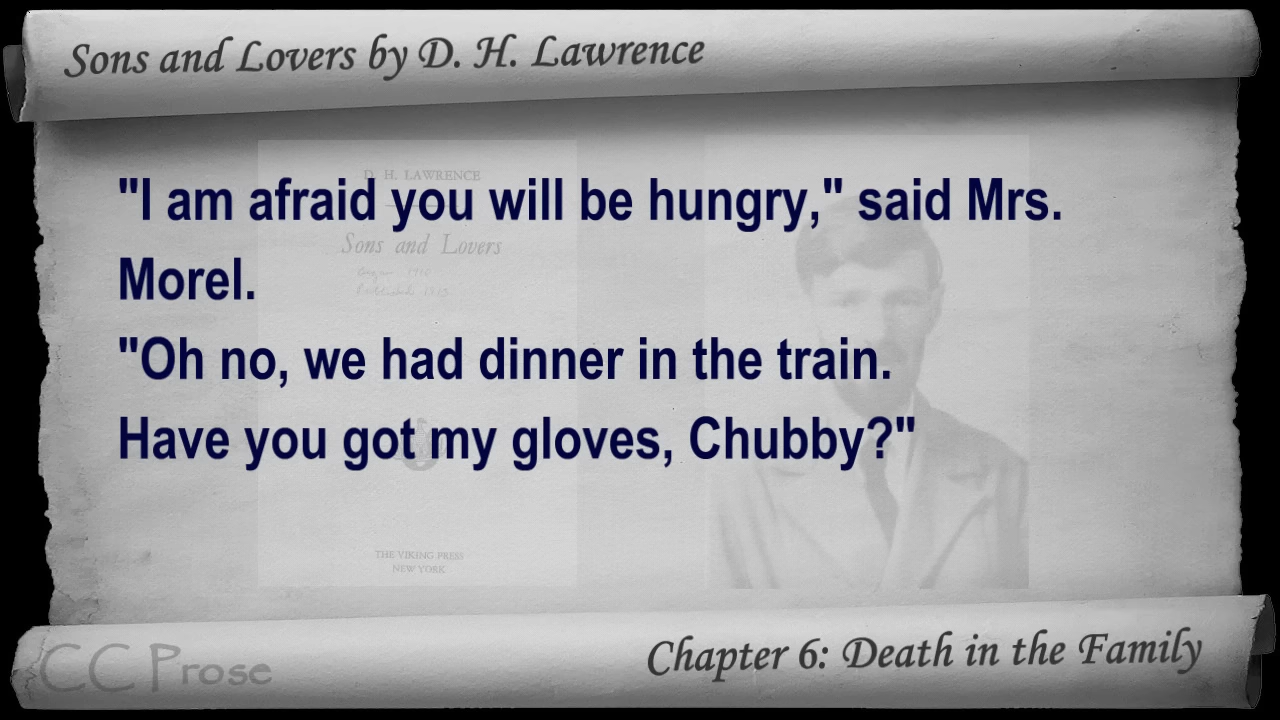 Sons and Lovers by D. H. Lawrence
D. H. LAWRENCE
"I am afraid you will be hungry," said Mrs.
Sons and Lovers
Morel.
"Oh no, we had dinner in the train.
Have you got my gloves, Chubby?"
THE VIKING PRESS
NEW YORK
Chapter 6: Death in the Family
CC Prose